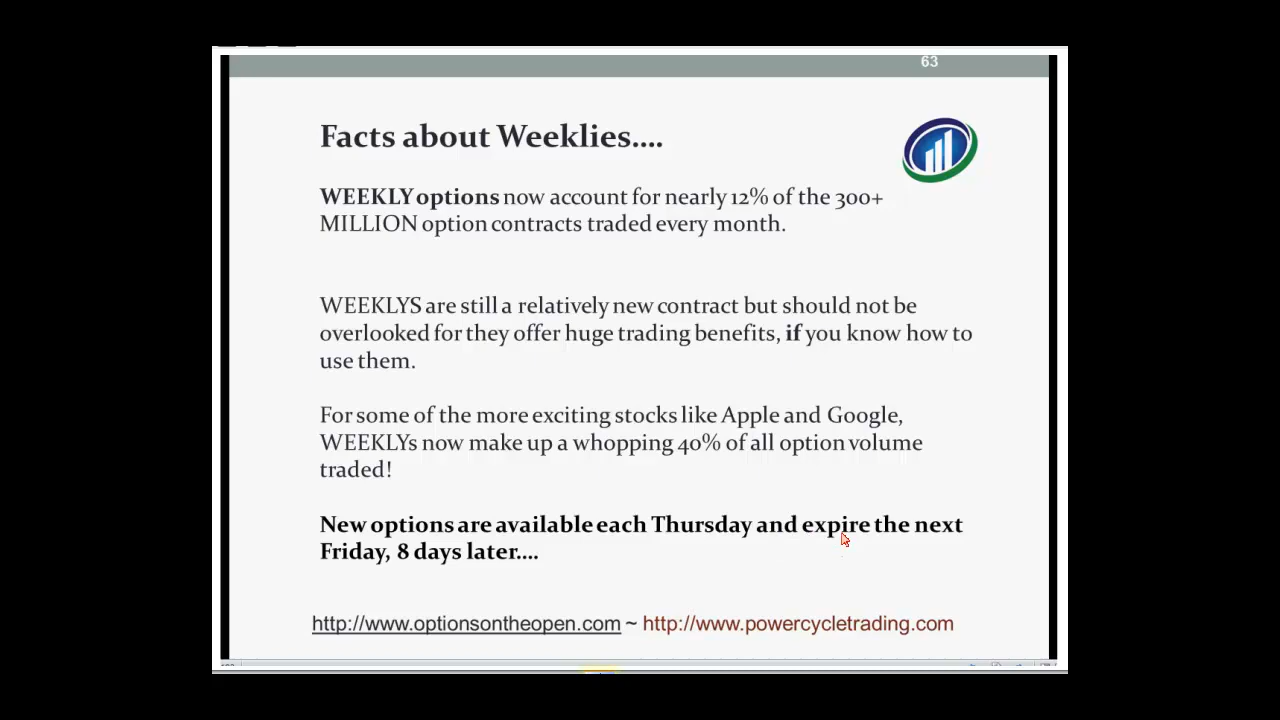 63
Facts about Weeklies....
WEEKLY options now account for nearly 12% of the 300+
MILLION option contracts traded every month.
WEEKLYS are still a relatively new contract but should not be
overlooked for they offer huge trading benefits, if you know how to
use them.
For some of the more exciting stocks like Apple and Google,
WEEKLYs now make up a whopping 40% of all option volume
traded!
New options are available each Thursday and expire the next
Friday, 8 days later....
http://www.optionsontheopen.com ~ http://www.powercycletrading.com